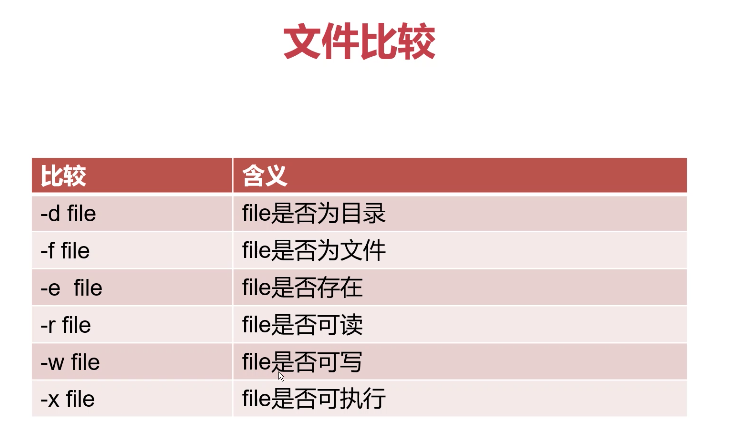 文件比较
比较 含义
-d file file是否为目录
-f file file是否为文件
-e  file file是否存在
-r file file是否可读
-w file file是否可写
-x file file是否可执行